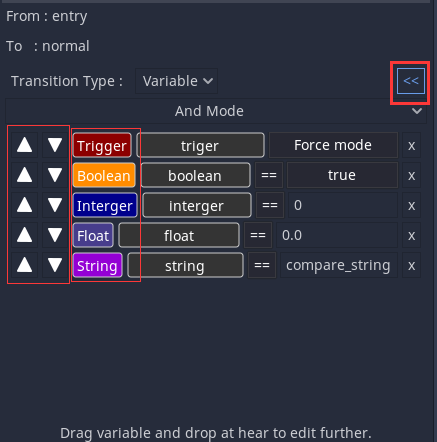 From : entry
To : normal
Transition Type : Variable <<
And Mode
Trigger triger Force mode x
Boolean boolean == true x
Interger interger == 0 x
Float float == 0.0 x
String string == compare_string x
Drag variable and drop at hear to edit further.